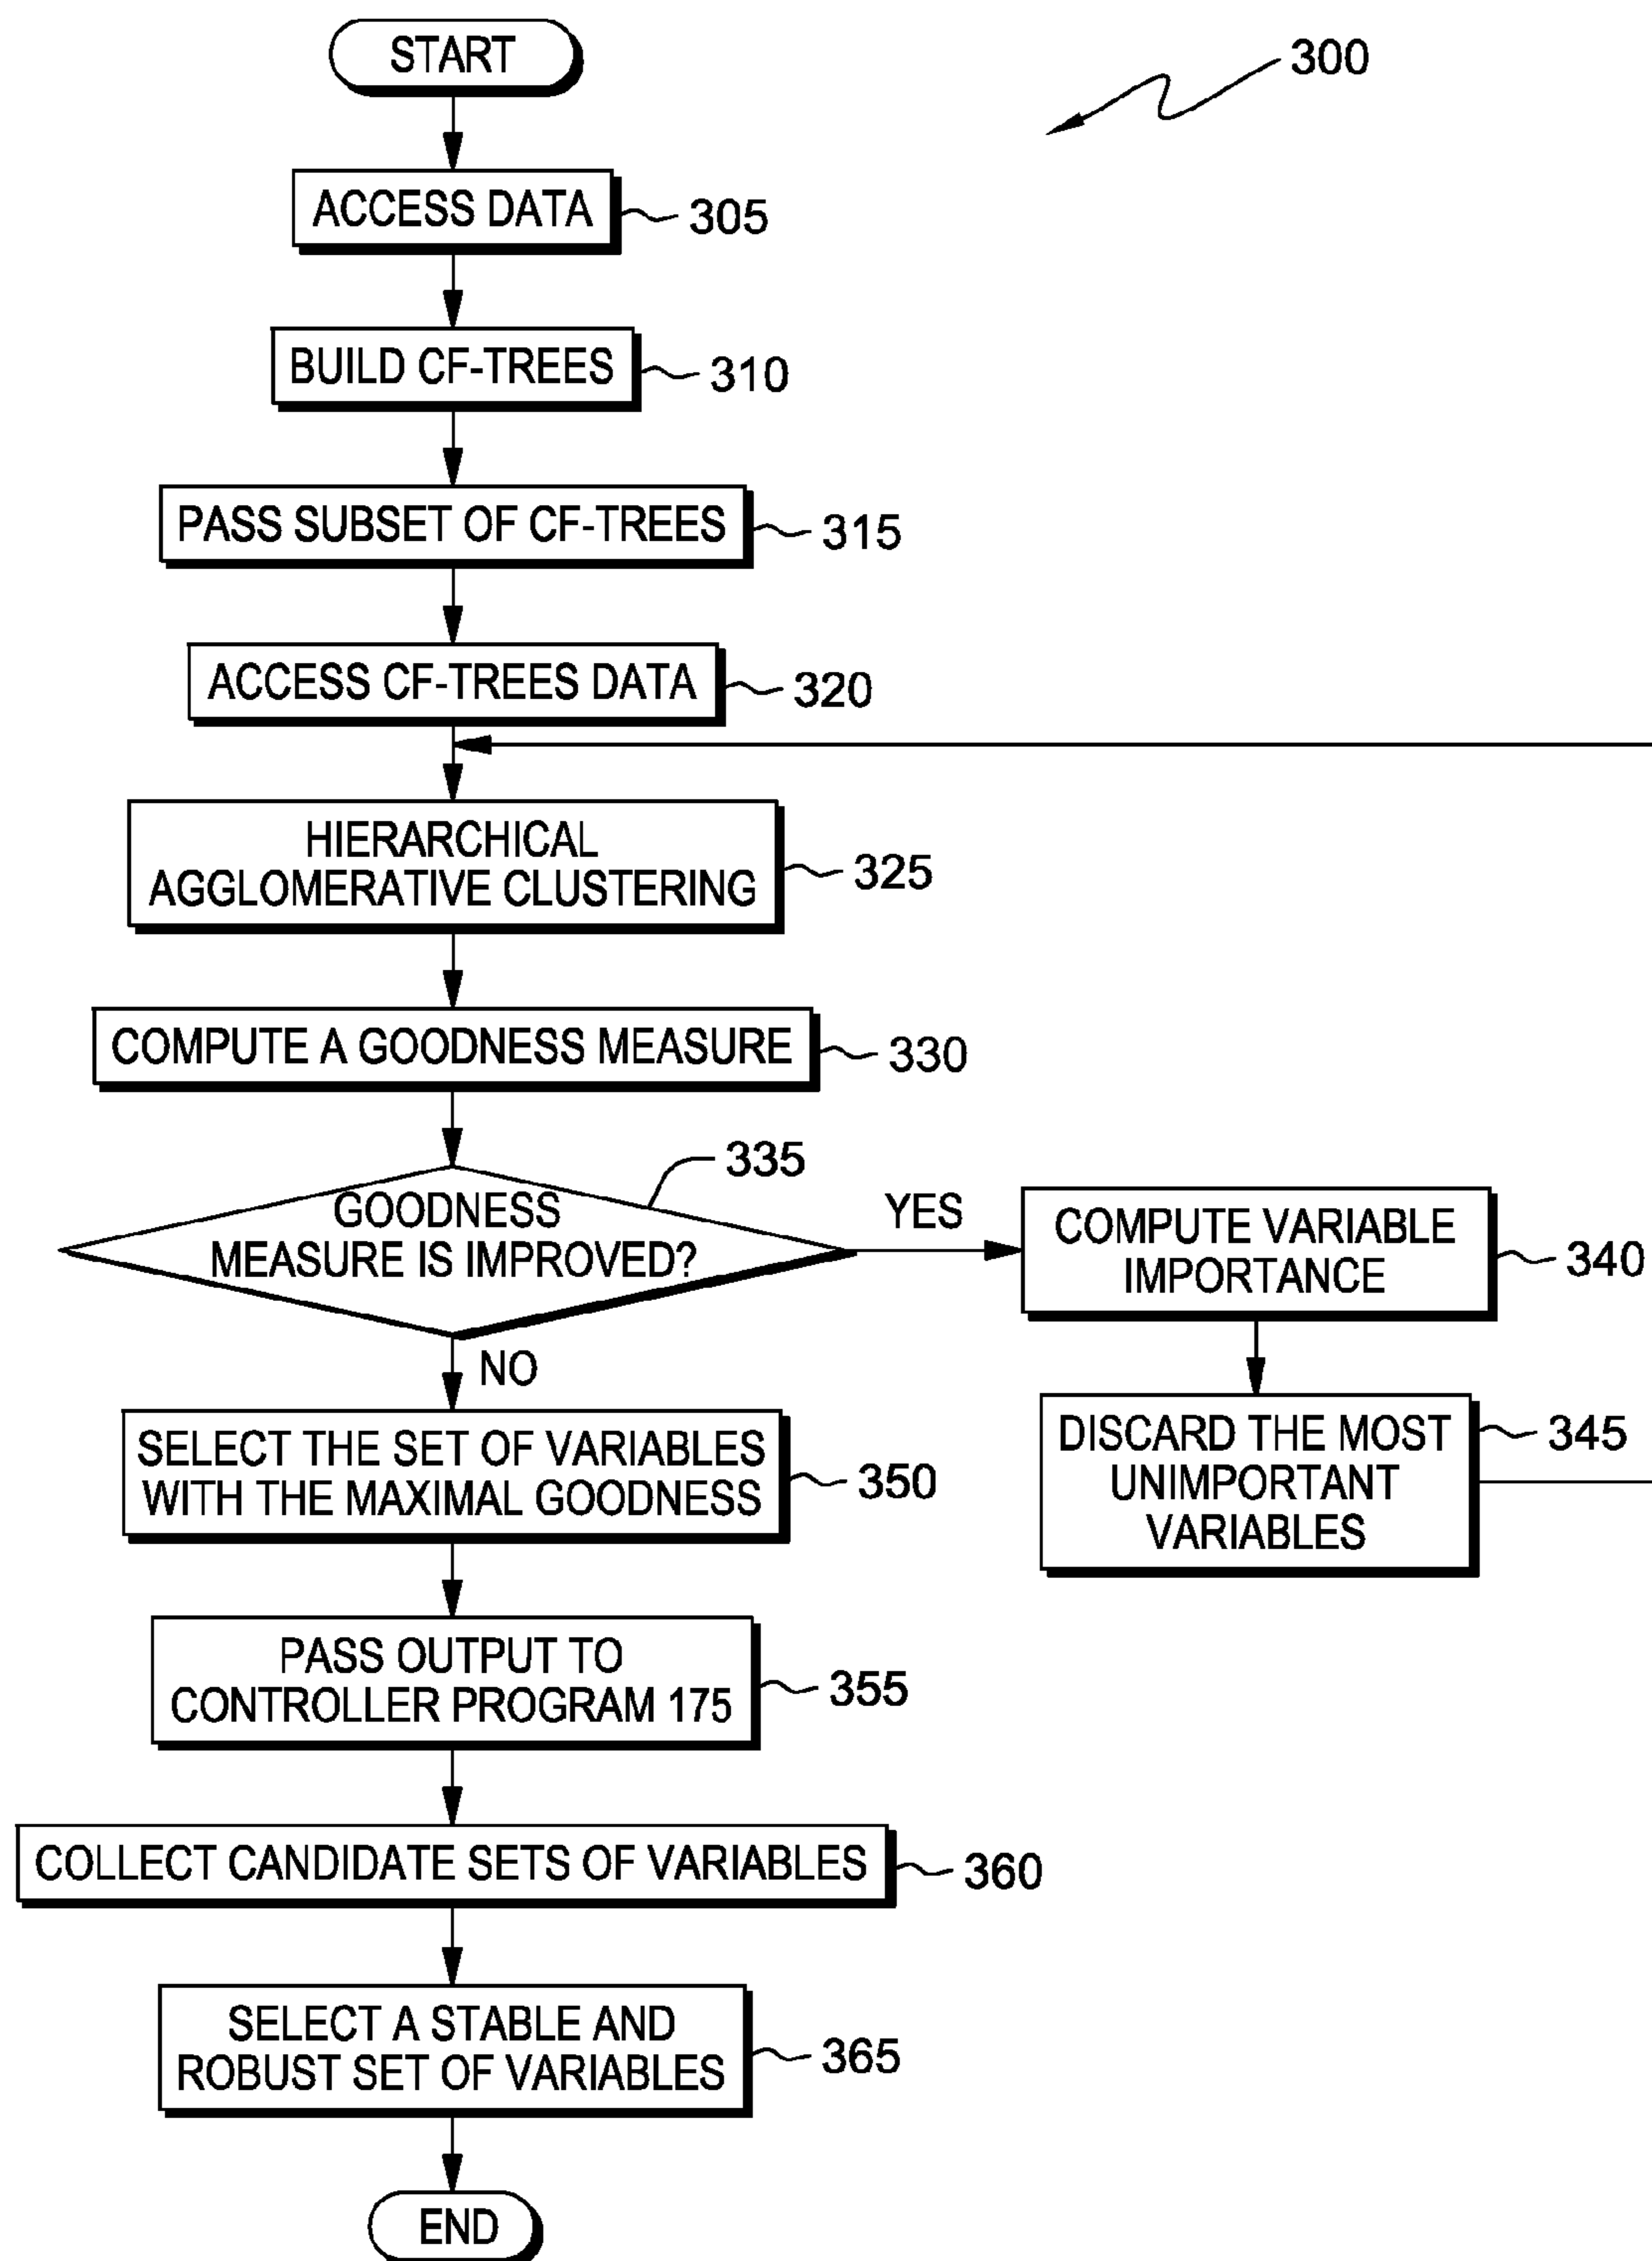 START
300
ACCESS DATA
305
BUILD CF-TREES
310
PASS SUBSET OF CF-TREES
315
ACCESS CF-TREES DATA
320
HIERARCHICAL
AGGLOMERATIVE CLUSTERING
325
COMPUTE A GOODNESS MEASURE
330
335
GOODNESS
MEASURE IS IMPROVED?
YES
COMPUTE VARIABLE
IMPORTANCE
340
NO
DISCARD THE MOST
UNIMPORTANT
VARIABLES
345
SELECT THE SET OF VARIABLES
WITH THE MAXIMAL GOODNESS
350
PASS OUTPUT TO
CONTROLLER PROGRAM 175
355
COLLECT CANDIDATE SETS OF VARIABLES
360
SELECT A STABLE AND
ROBUST SET OF VARIABLES
365
END